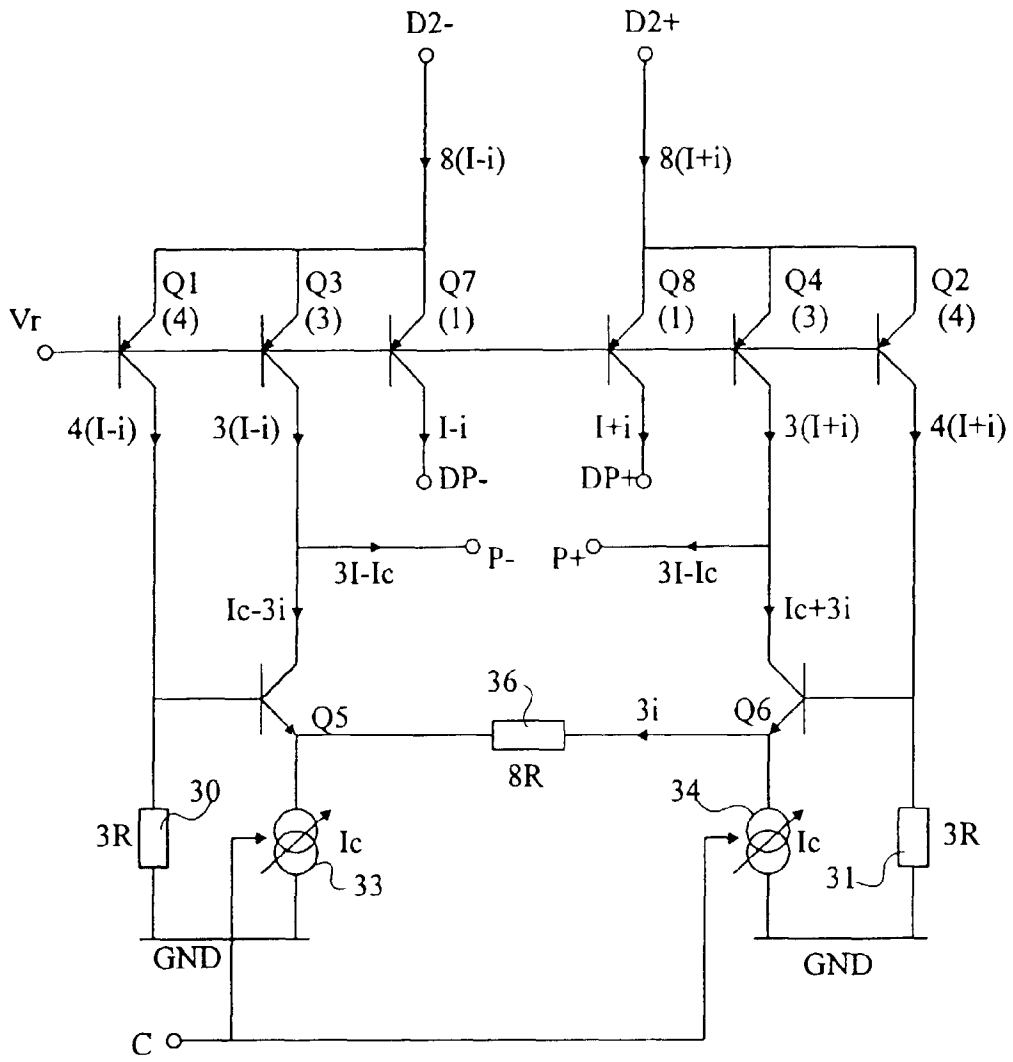 D2- D2+
8(I-i) 8(I+i)
Q1 Q3 Q7 Q8 Q4 Q2
(4) (3) (1) (1) (3) (4)
Vr
4(I-i) 3(I-i) I-i I+i 3(I+i) 4(I+i)
DP- DP+
P- P+
3I-Ic 3I-Ic
Ic-3i Ic+3i
36
Q5 3i Q6
8R
30 34
3R Ic Ic 3R
33 31
GND GND
C